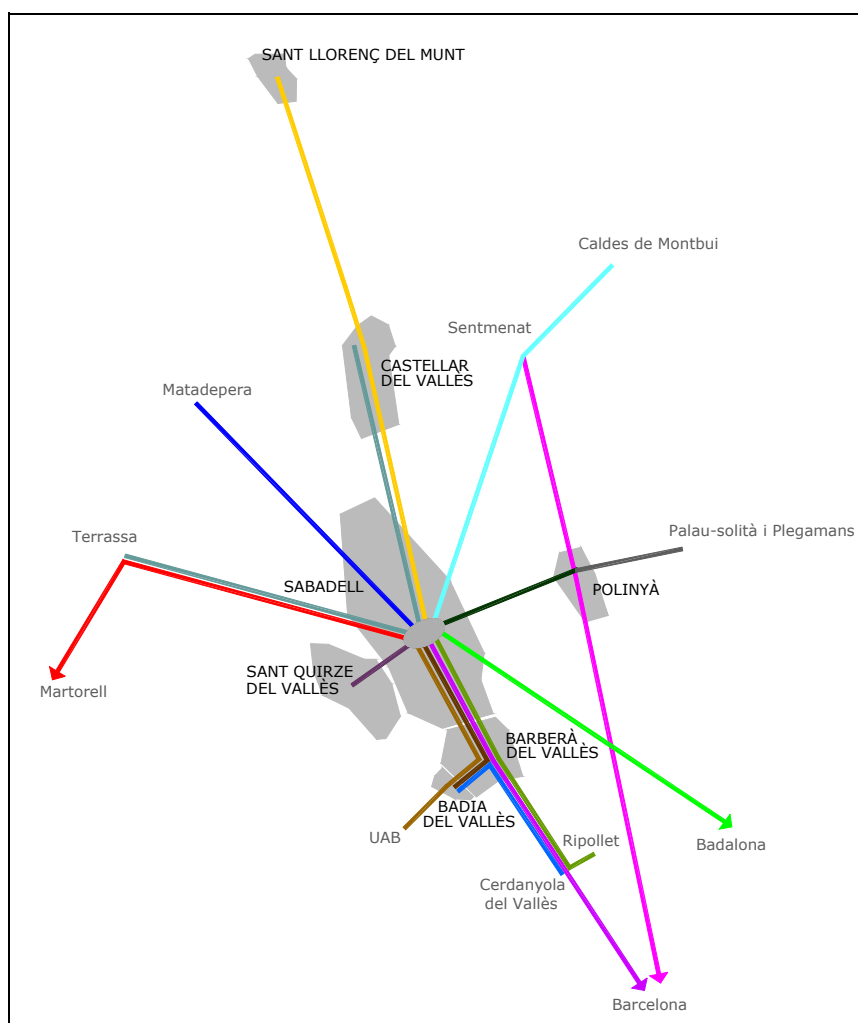 SANT LLORENÇ DEL MUNT
Caldes de Montbui
Sentmenat
CASTELLAR
DEL VALLÈS
Matadepera
Terrassa
Palau-solità i Plegamans
SABADELL
POLINYÀ
SANT QUIRZE
DEL VALLÈS
Martorell
BARBERÀ
DEL VALLÈS
BADIA
DEL VALLÈS
UAB
Ripollet
Badalona
Cerdanyola
del Vallès
Barcelona